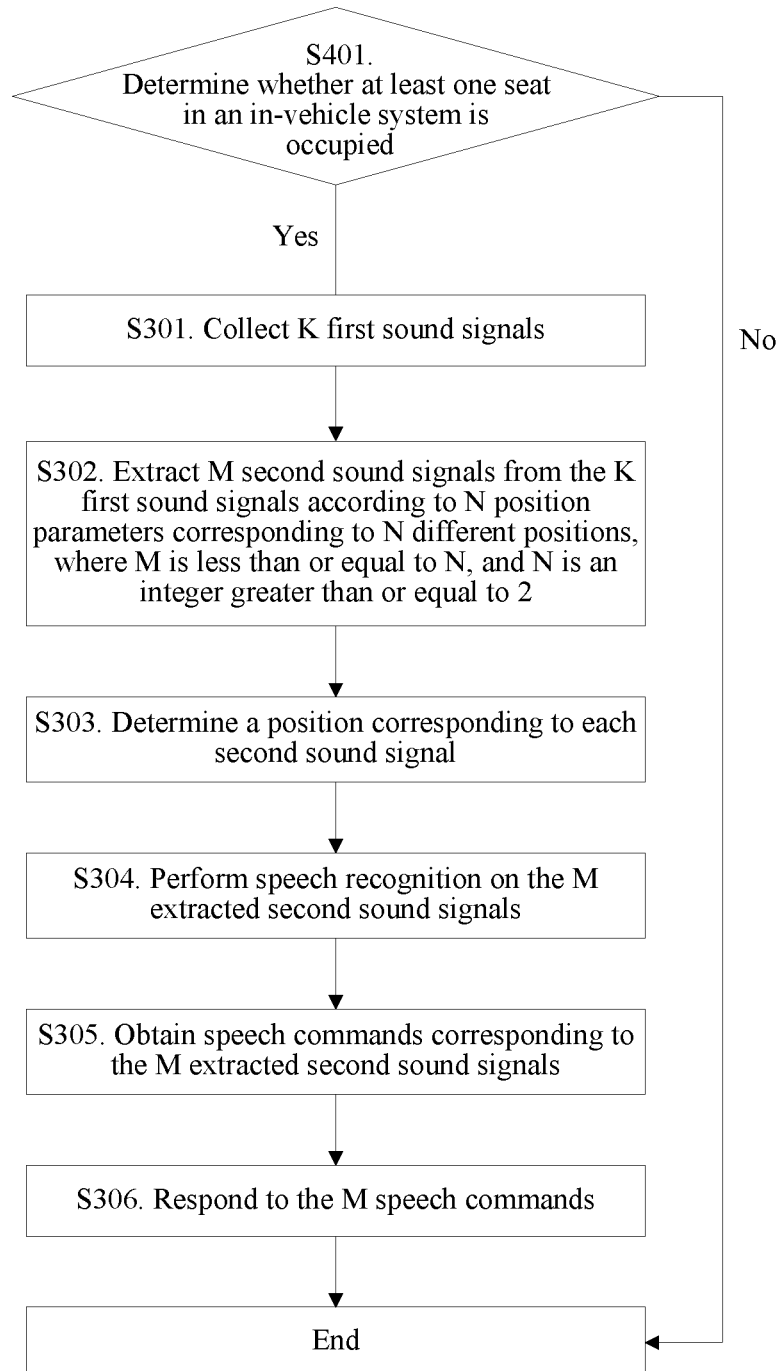 S401.
Determine whether at least one seat
in an in-vehicle system is
occupied
Yes
No
S301. Collect K first sound signals
S302. Extract M second sound signals from the K
first sound signals according to N position
parameters corresponding to N different positions,
where M is less than or equal to N, and N is an
integer greater than or equal to 2
S303. Determine a position corresponding to each
second sound signal
S304. Perform speech recognition on the M
extracted second sound signals
S305. Obtain speech commands corresponding to
the M extracted second sound signals
S306. Respond to the M speech commands
End